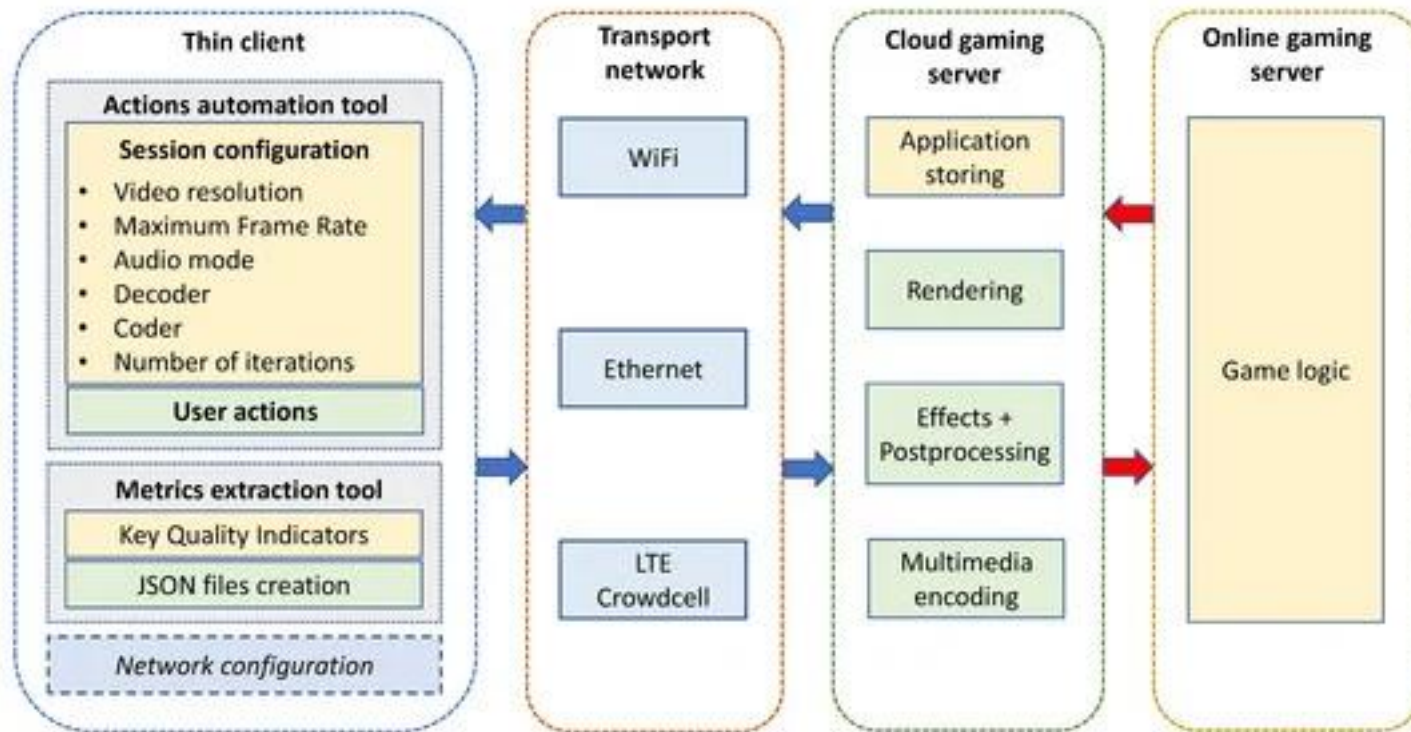 Thin client
Actions automation tool
Session configuration
• Video resolution
• Maximum Frame Rate
• Audio mode
• Decoder
• Coder
• Number of iterations
User actions
Metrics extraction tool
Key Quality Indicators
JSON files creation
Network configuration
Transport
network
WiFi
Ethernet
LTE
Crowdcell
Cloud gaming
server
Application
storing
Rendering
Effects +
Postprocessing
Multimedia
encoding
Online gaming
server
Game logic